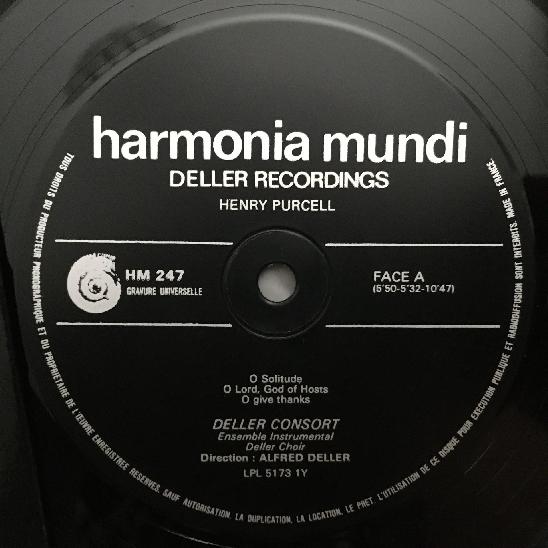 harmonia mundi
DELLER RECORDINGS
HENRY PURCELL
HM 247
GRAVURE UNIVERSELLE
FACE A
(5'50-5'32-10'47)
O Solitude
O Lord, God of Hosts
O give thanks
DELLER CONSORT
Ensemble Instrumental
Deller Choir
Direction : ALFRED DELLER
LPL 5173 1Y
TOUS DROITS DU PRODUCTEUR PHONOGRAPHIQUE ET DU PROPRIETAIRE DE L'ŒUVRE ENREGISTREE RESERVES. SAUF AUTORISATION, LA DUPLICATION, LA LOCATION, LE PRET, L'UTILISATION DE CE DISQUE POUR EXECUTION PUBLIQUE ET RADIODIFFUSION SONT INTERDITS. MADE IN FRANCE.